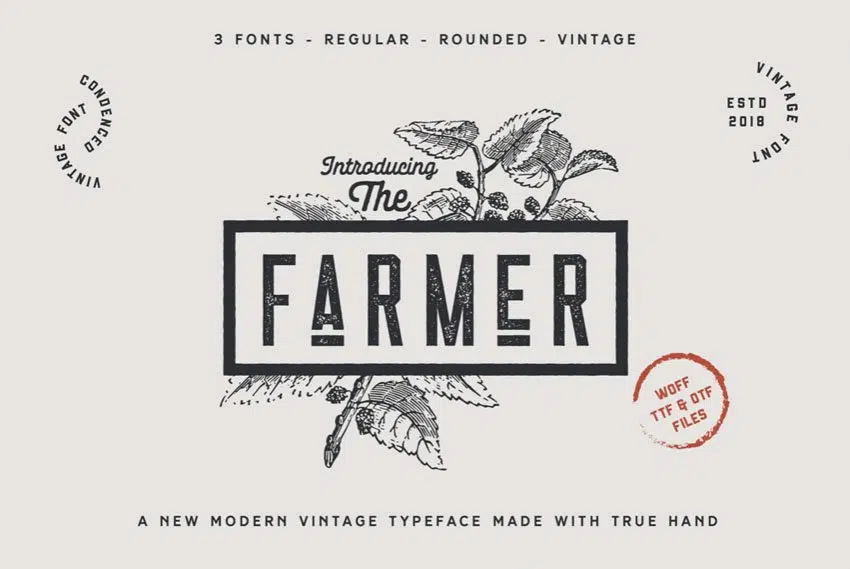 3 FONTS - REGULAR - ROUNDED - VINTAGE
CONDENCED
VINTAGE FONT
VINTAGE FONT
ESTD
2018
Introducing
The
FARMER
WOFF
TTF & OTF
FILES
A NEW MODERN VINTAGE TYPEFACE MADE WITH TRUE HAND